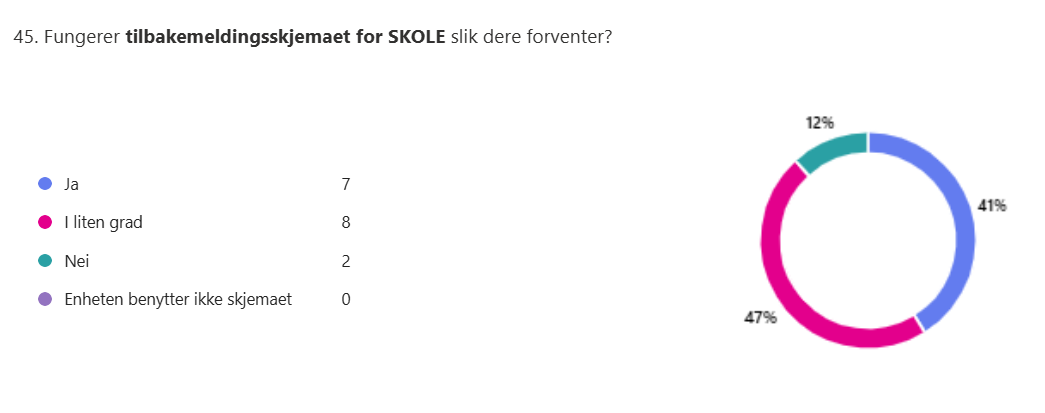 45. Fungerer tilbakemeldingsskjemaet for SKOLE slik dere forventer?
Ja 7
I liten grad 8
Nei 2
Enheten benytter ikke skjemaet 0
12%
41%
47%